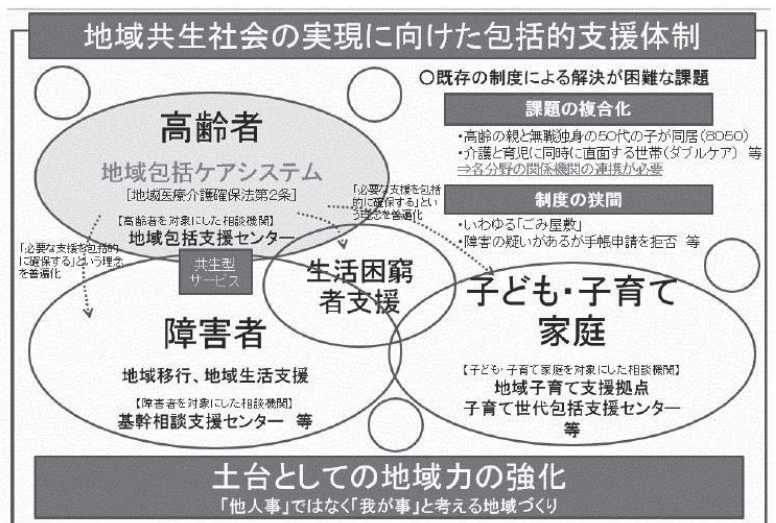 地域共生社会の実現に向けた包括的支援体制
○既存の制度による解決が困難な課題
課題の複合化
・高齢の親と無職独身の50代の子が同居(8050)
・介護と育児に同時に直面する世帯(ダブルケア) 等
⇒各分野の関係機関の連携が必要
制度の狭間
・いわゆる「ごみ屋敷」
・障害の疑いがあるが手帳申請を拒否 等
高齢者
地域包括ケアシステム
[地域医療介護確保法第2条]
【高齢者を対象にした相談機関】
地域包括支援センター
「必要な支援を包括
的に確保する」とい
う理念を普遍化
「必要な支援を包括的
に確保する」という理念
を普遍化
共生型
サービス
生活困窮
者支援
障害者
地域移行、地域生活支援
【障害者を対象にした相談機関】
基幹相談支援センター 等
子ども・子育て
家庭
【子ども・子育て家庭を対象にした相談機関】
地域子育て支援拠点
子育て世代包括支援センター
等
土台としての地域力の強化
「他人事」ではなく「我が事」と考える地域づくり